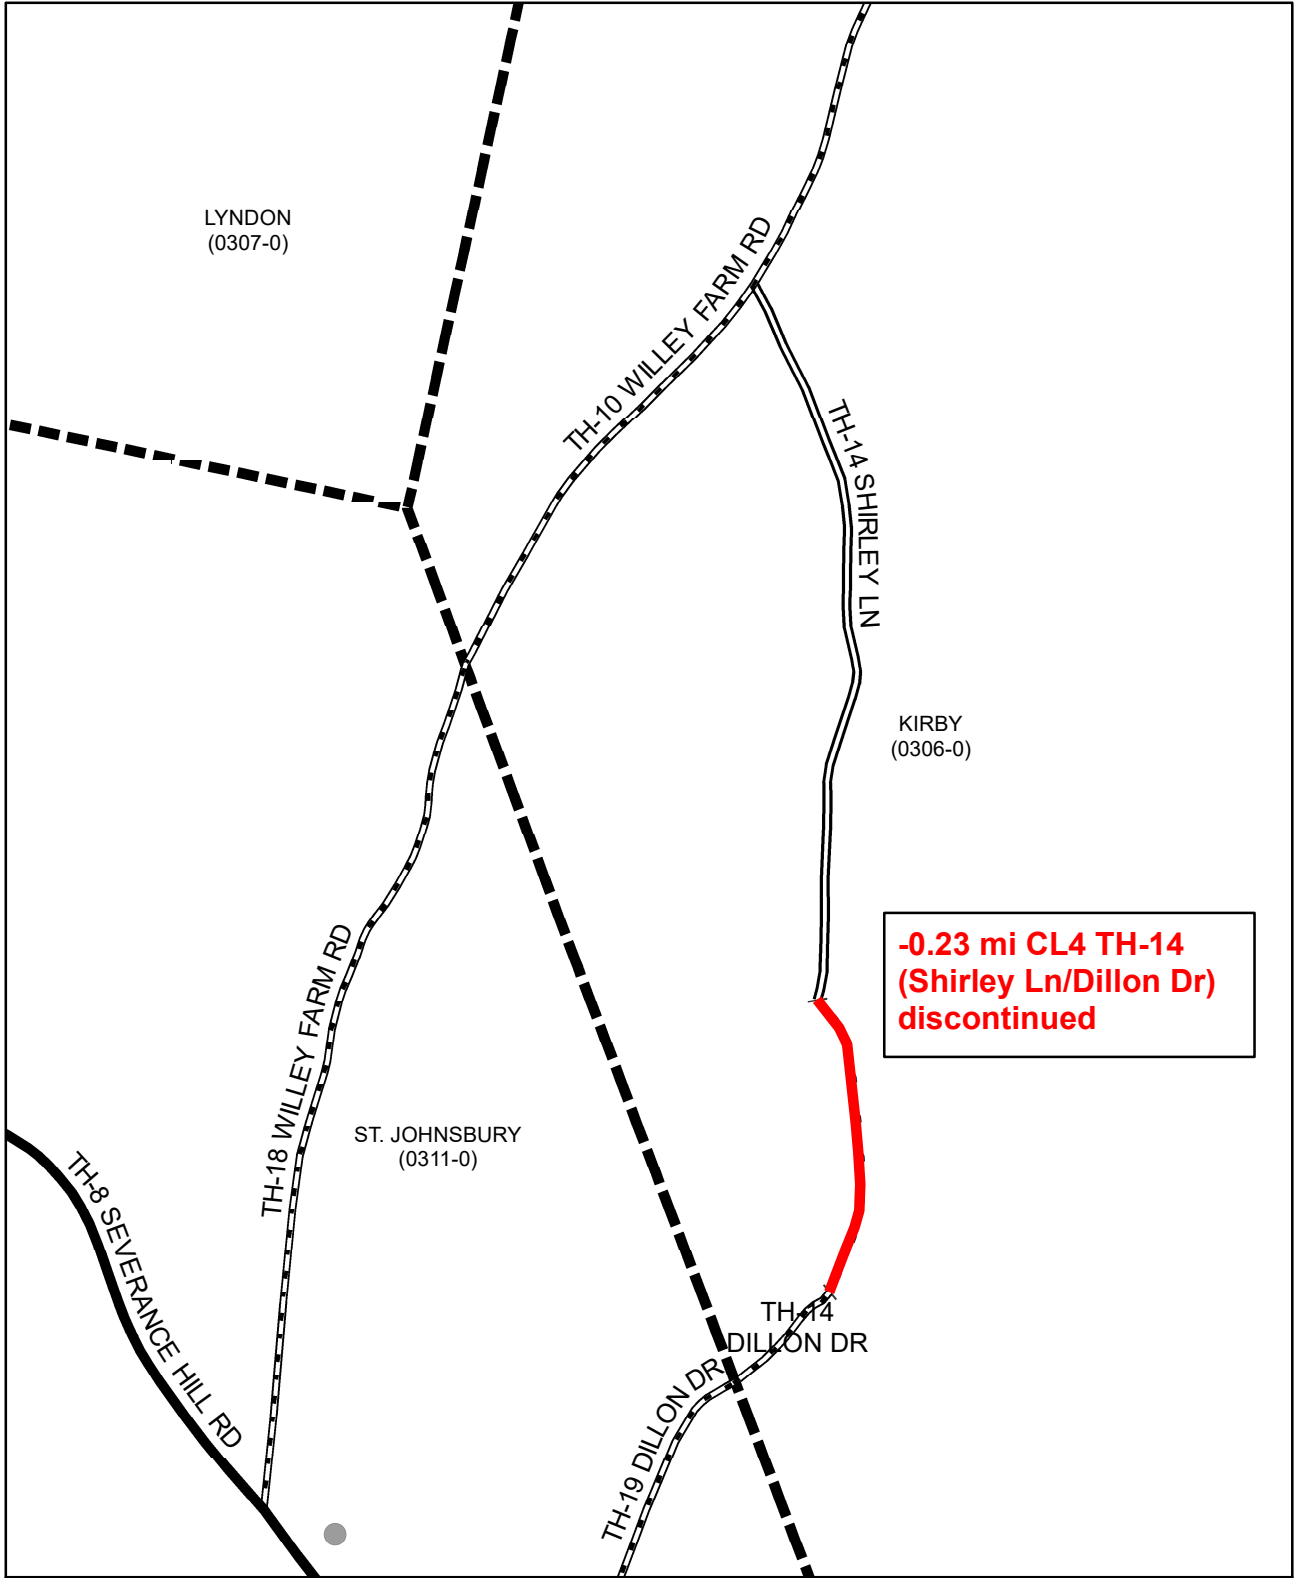 LYNDON
(0307-0)
TH-10 WILLEY FARM RD
TH-14 SHIRLEY LN
KIRBY
(0306-0)
-0.23 mi CL4 TH-14
(Shirley Ln/Dillon Dr)
discontinued
TH-18 WILLEY FARM RD
ST. JOHNSBURY
(0311-0)
TH-8 SEVERANCE HILL RD
TH-14
DILLON DR
TH-19 DILLON DR